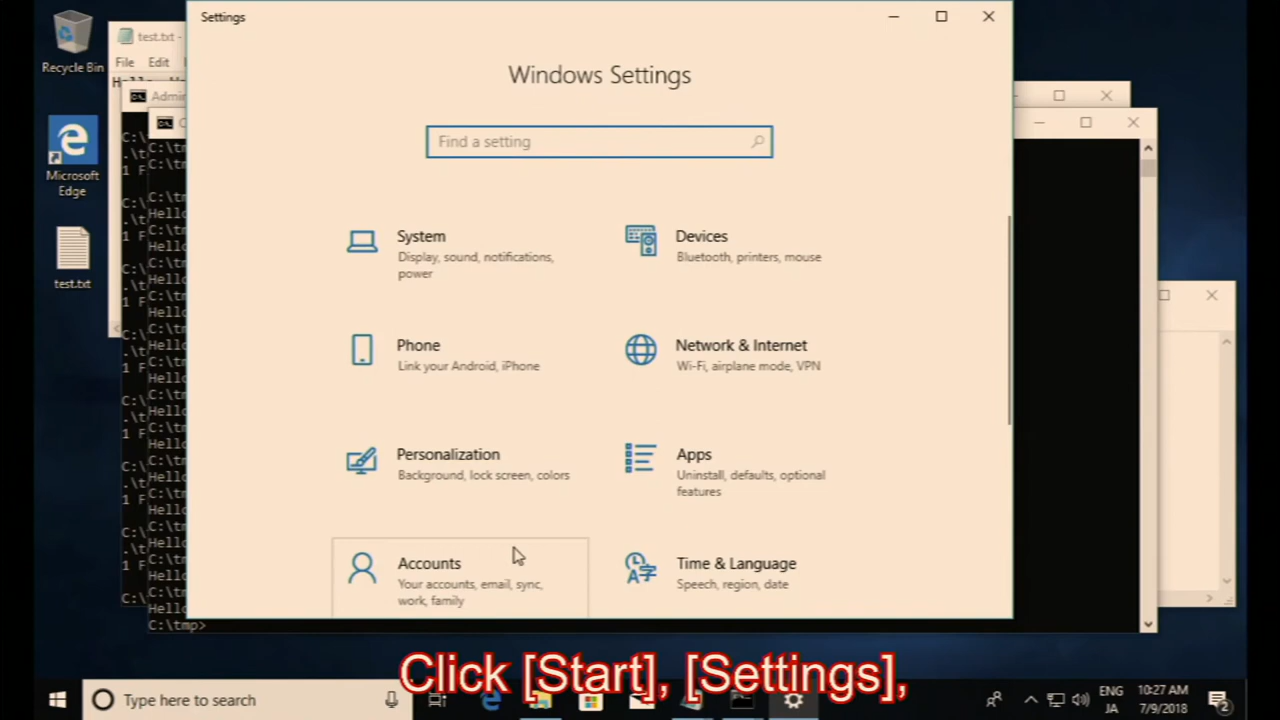 Settings
Windows Settings
Find a setting
System
Display, sound, notifications,
power
Devices
Bluetooth, printers, mouse
Phone
Link your Android, iPhone
Network & Internet
Wi-Fi, airplane mode, VPN
Personalization
Background, lock screen, colors
Apps
Uninstall, defaults, optional
features
Accounts
Your accounts, email, sync,
work, family
Time & Language
Speech, region, date
Recycle Bin
Microsoft
Edge
test.txt
test.txt -
File Edit
C:\tmp>
Click [Start], [Settings],
Type here to search
ENG
JA
10:27 AM
7/9/2018
2